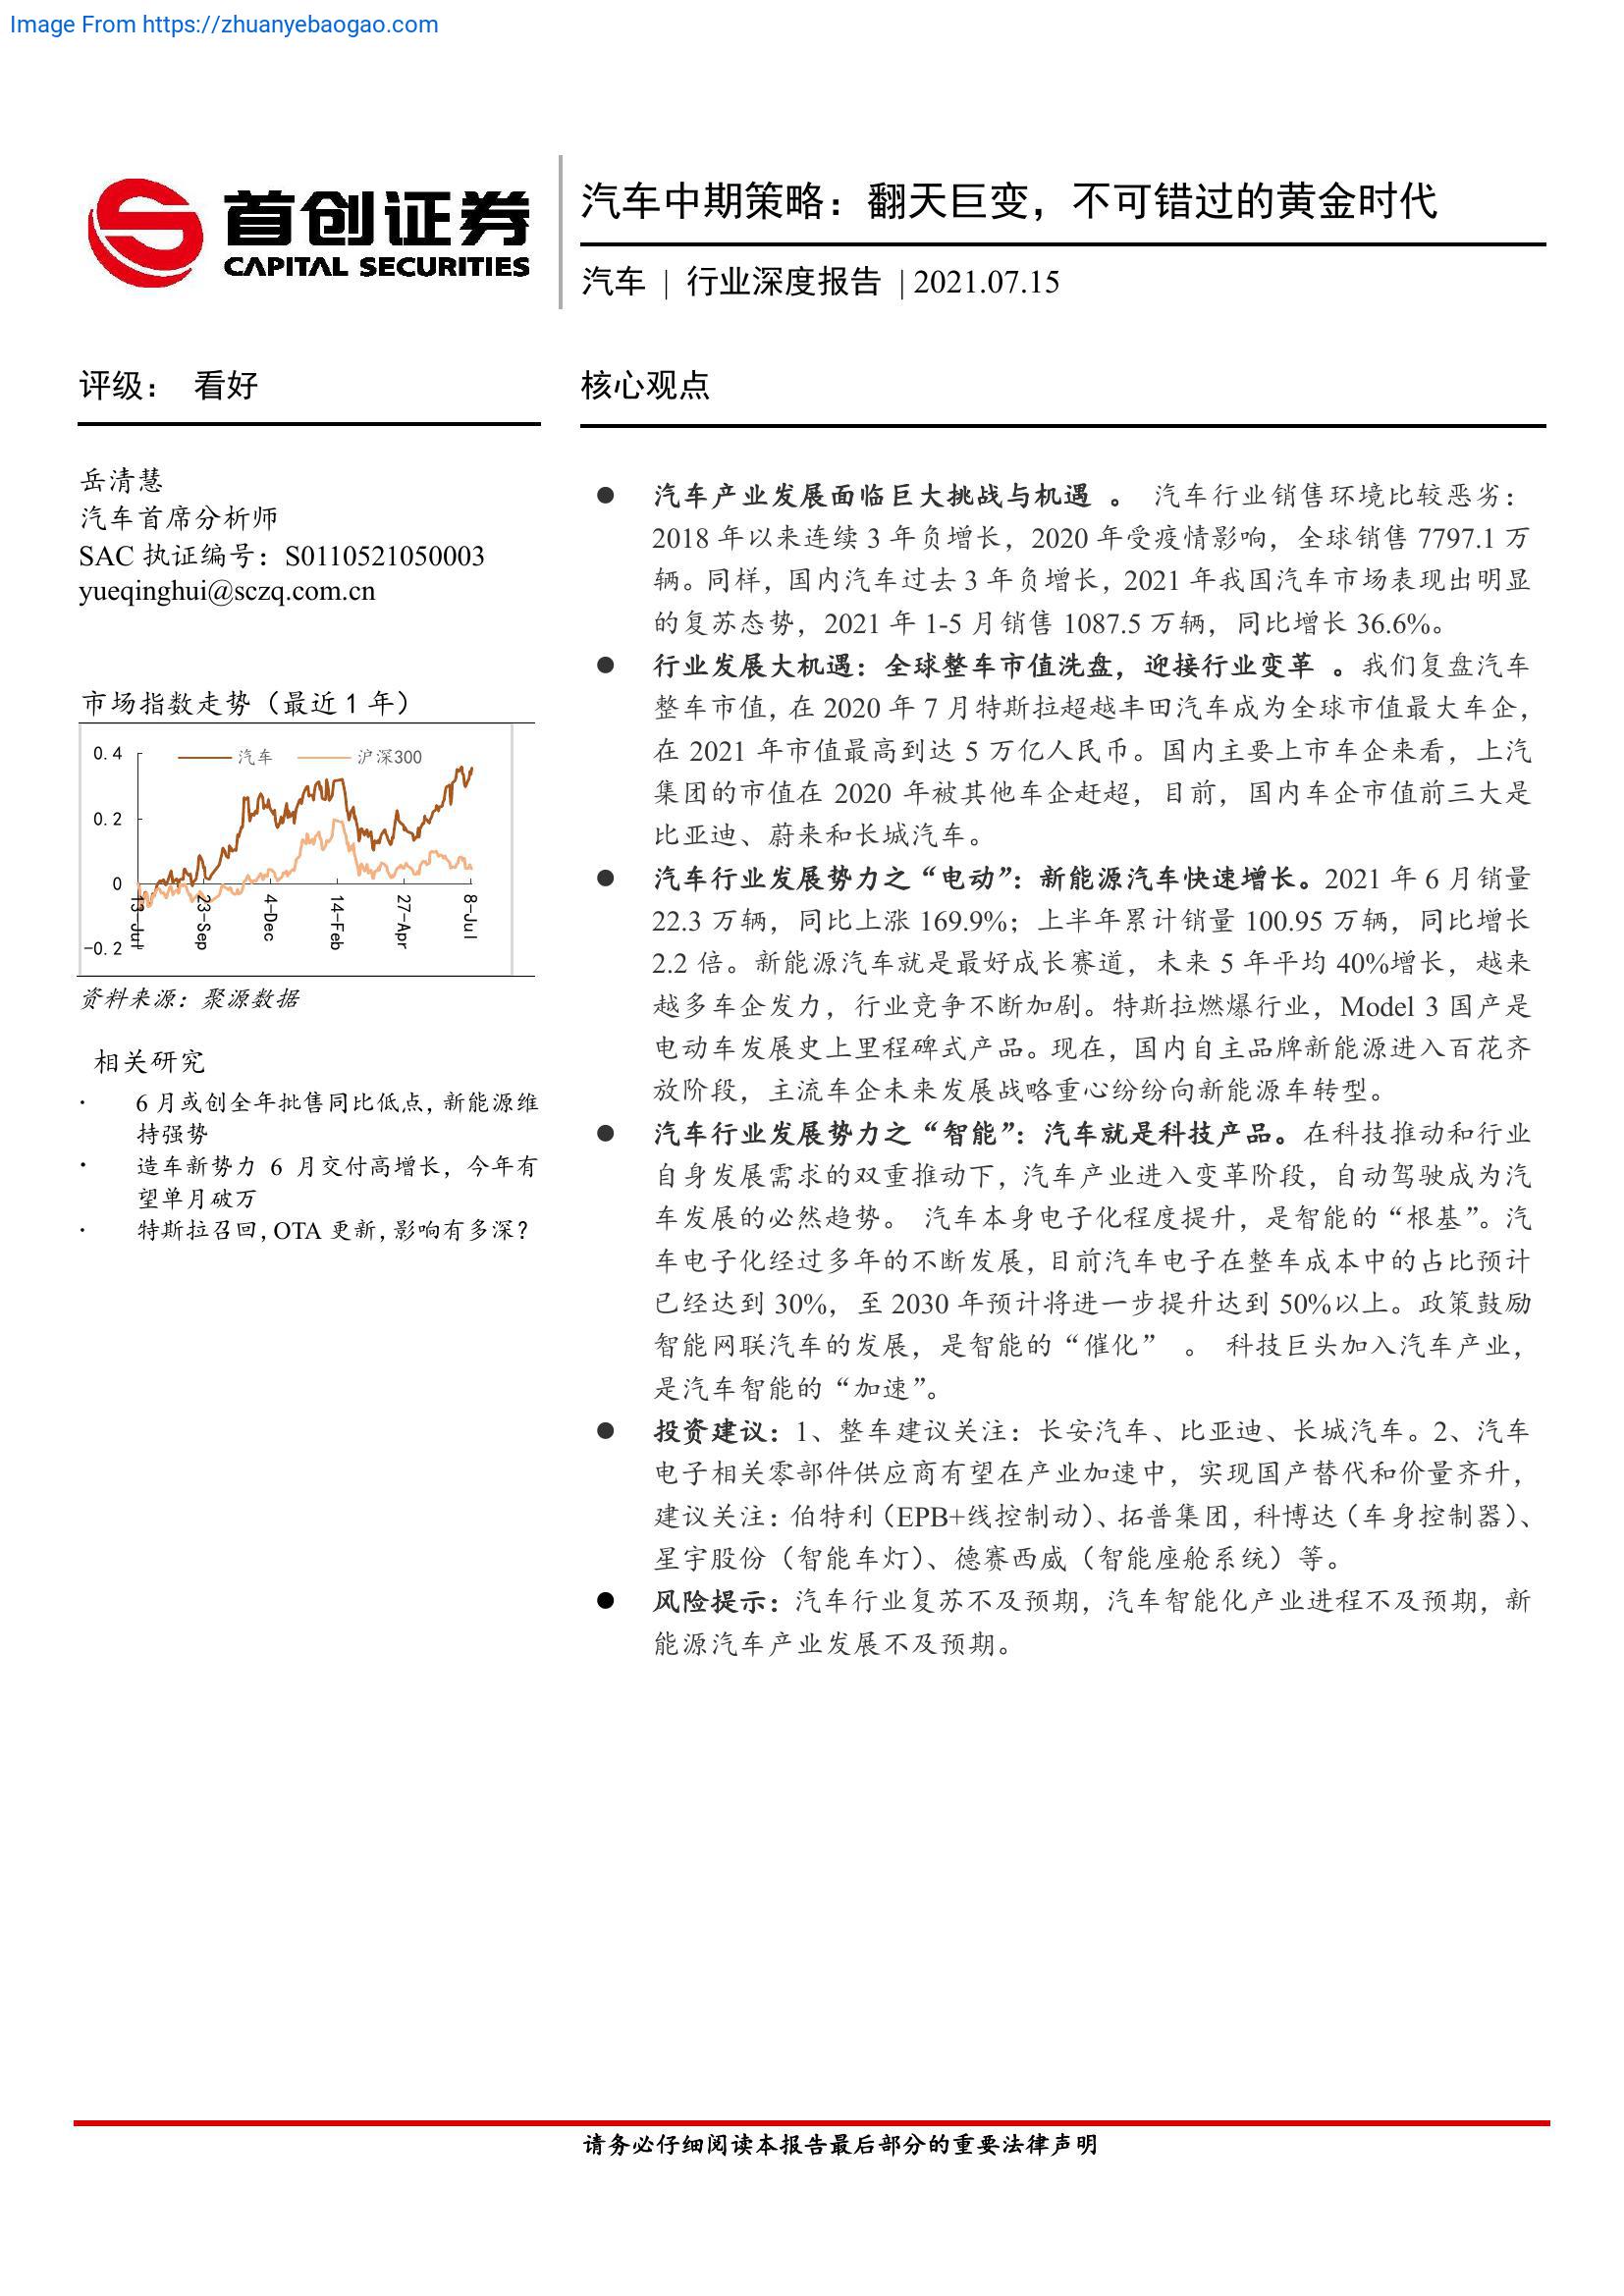 Image From https://zhuanyebaogao.com
首创证券
CAPITAL SECURITIES
汽车中期策略：翻天巨变，不可错过的黄金时代
汽车 | 行业深度报告 | 2021.07.15
评级： 看好
岳清慧
汽车首席分析师
SAC 执证编号：S0110521050003
yueqinghui@sczq.com.cn
市场指数走势（最近 1 年）
汽车 沪深300
0.4
0.2
0
-0.2
13-Jul
23-Sep
4-Dec
14-Feb
27-Apr
8-Jul
资料来源：聚源数据
相关研究
· 6 月或创全年批售同比低点，新能源维
持强势
· 造车新势力 6 月交付高增长，今年有
望单月破万
· 特斯拉召回，OTA 更新，影响有多深？
核心观点
● 汽车产业发展面临巨大挑战与机遇 。 汽车行业销售环境比较恶劣：
2018 年以来连续 3 年负增长，2020 年受疫情影响，全球销售 7797.1 万
辆。同样，国内汽车过去 3 年负增长，2021 年我国汽车市场表现出明显
的复苏态势，2021 年 1-5 月销售 1087.5 万辆，同比增长 36.6%。
● 行业发展大机遇：全球整车市值洗盘，迎接行业变革 。我们复盘汽车
整车市值，在 2020 年 7 月特斯拉超越丰田汽车成为全球市值最大车企，
在 2021 年市值最高到达 5 万亿人民币。国内主要上市车企来看，上汽
集团的市值在 2020 年被其他车企赶超，目前，国内车企市值前三大是
比亚迪、蔚来和长城汽车。
● 汽车行业发展势力之“电动”：新能源汽车快速增长。2021 年 6 月销量
22.3 万辆，同比上涨 169.9%；上半年累计销量 100.95 万辆，同比增长
2.2 倍。新能源汽车就是最好成长赛道，未来 5 年平均 40%增长，越来
越多车企发力，行业竞争不断加剧。特斯拉燃爆行业，Model 3 国产是
电动车发展史上里程碑式产品。现在，国内自主品牌新能源进入百花齐
放阶段，主流车企未来发展战略重心纷纷向新能源车转型。
● 汽车行业发展势力之“智能”：汽车就是科技产品。在科技推动和行业
自身发展需求的双重推动下，汽车产业进入变革阶段，自动驾驶成为汽
车发展的必然趋势。 汽车本身电子化程度提升，是智能的“根基”。汽
车电子化经过多年的不断发展，目前汽车电子在整车成本中的占比预计
已经达到 30%，至 2030 年预计将进一步提升达到 50%以上。政策鼓励
智能网联汽车的发展，是智能的“催化” 。 科技巨头加入汽车产业，
是汽车智能的“加速”。
● 投资建议：1、整车建议关注：长安汽车、比亚迪、长城汽车。2、汽车
电子相关零部件供应商有望在产业加速中，实现国产替代和价量齐升，
建议关注：伯特利（EPB+线控制动）、拓普集团，科博达（车身控制器）、
星宇股份（智能车灯）、德赛西威（智能座舱系统）等。
● 风险提示：汽车行业复苏不及预期，汽车智能化产业进程不及预期，新
能源汽车产业发展不及预期。
请务必仔细阅读本报告最后部分的重要法律声明